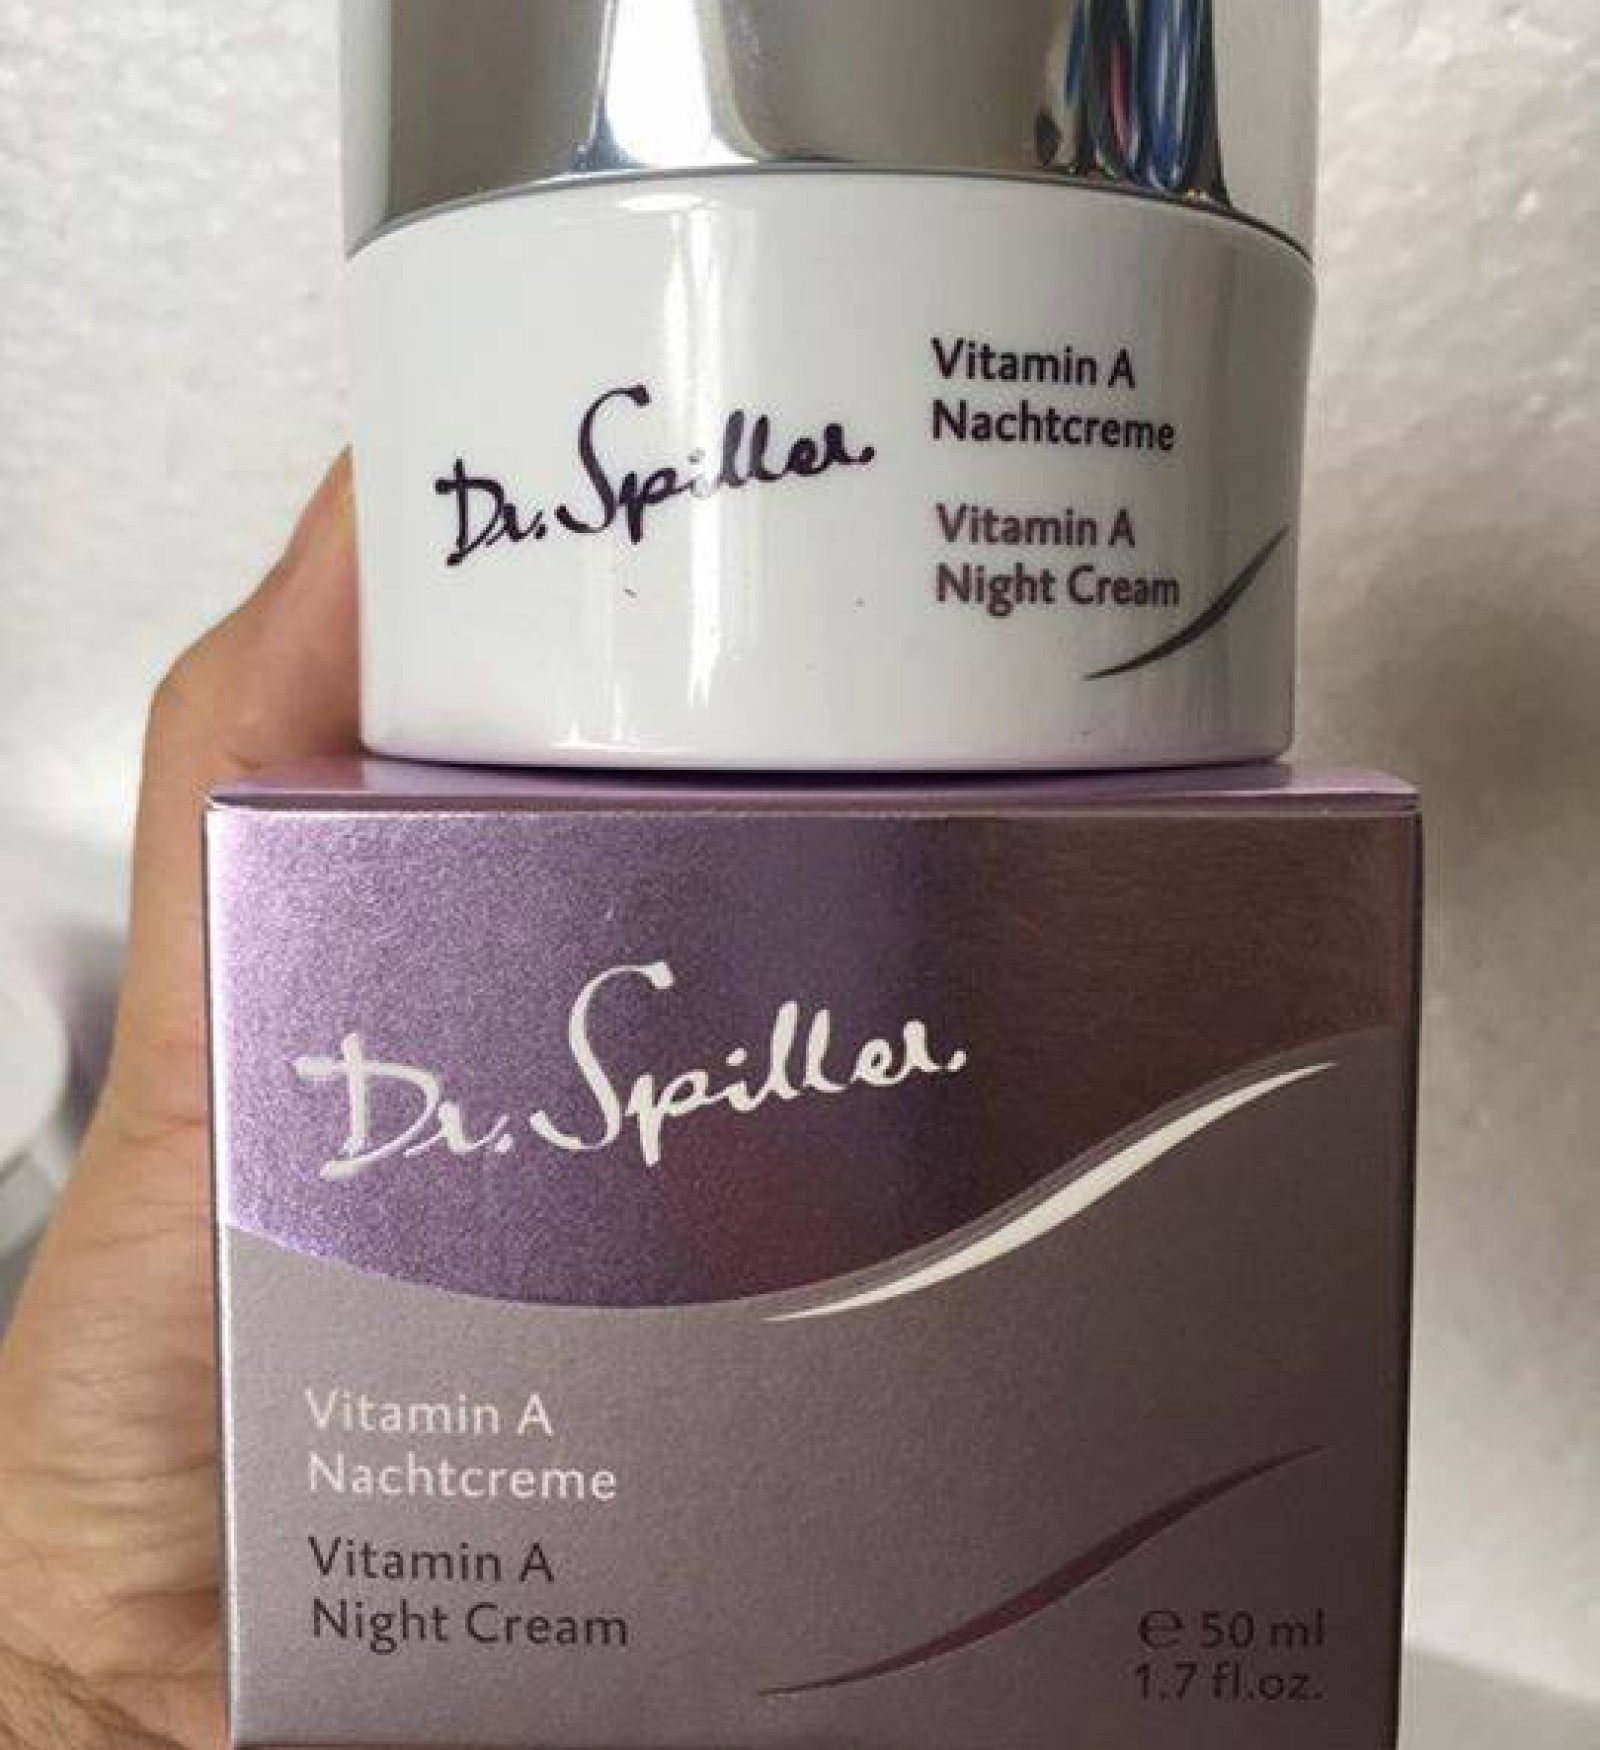 Dr. Spiller.
Vitamin A
Nachtcreme
Vitamin A
Night Cream
Dr. Spiller.
Vitamin A
Nachtcreme
Vitamin A
Night Cream
℮ 50 ml
1.7 fl.oz.